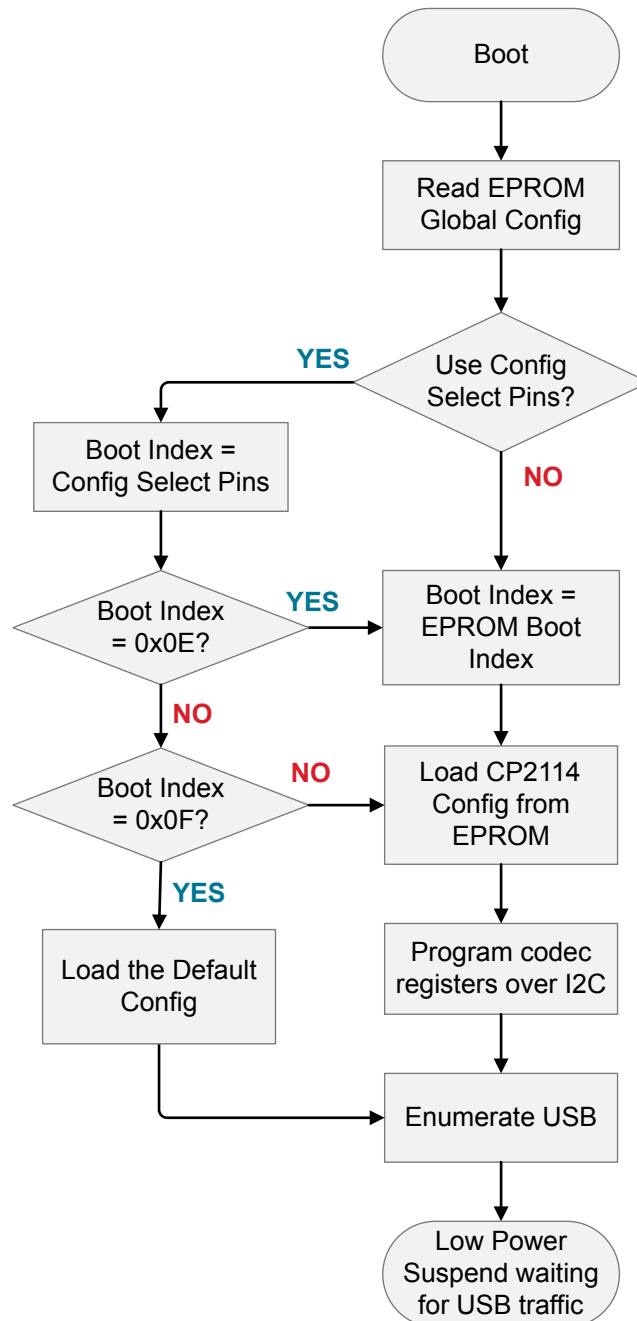 Boot
Read EPROM
Global Config
YES
Use Config
Select Pins?
Boot Index =
Config Select Pins
NO
Boot Index
= 0x0E?
YES
Boot Index =
EPROM Boot
Index
NO
Boot Index
= 0x0F?
NO
Load CP2114
Config from
EPROM
YES
Load the Default
Config
Program codec
registers over I2C
Enumerate USB
Low Power
Suspend waiting
for USB traffic